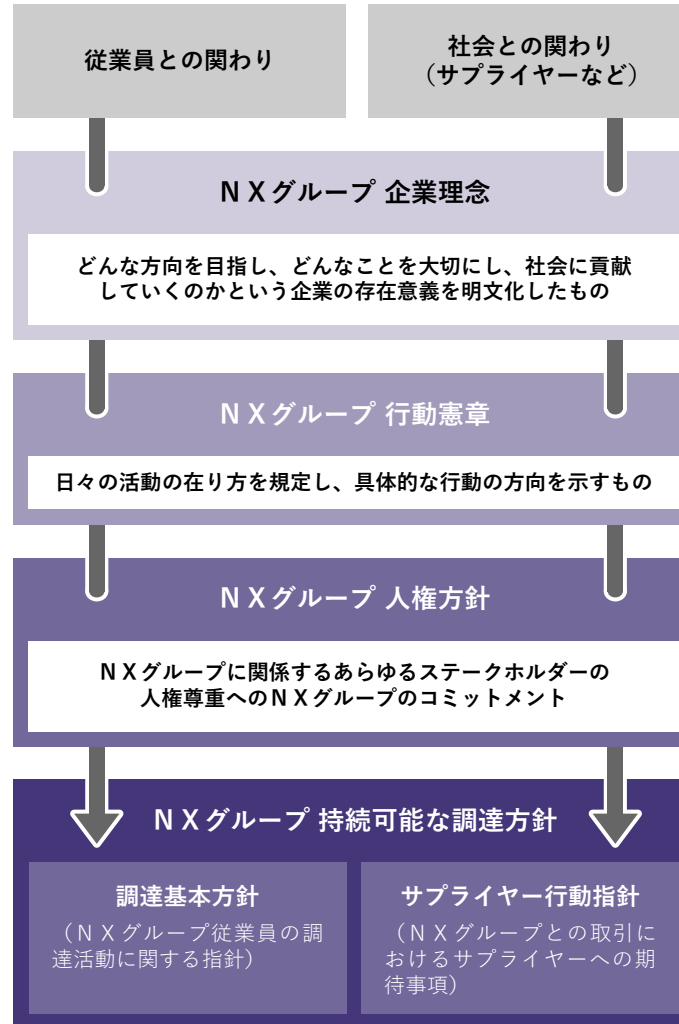 従業員との関わり
社会との関わり
（サプライヤーなど）
ＮＸグループ 企業理念
どんな方向を目指し、どんなことを大切にし、社会に貢献
していくのかという企業の存在意義を明文化したもの
ＮＸグループ 行動憲章
日々の活動の在り方を規定し、具体的な行動の方向を示すもの
ＮＸグループ 人権方針
ＮＸグループに関係するあらゆるステークホルダーの
人権尊重へのＮＸグループのコミットメント
ＮＸグループ 持続可能な調達方針
調達基本方針
（ＮＸグループ従業員の調
達活動に関する指針）
サプライヤー行動指針
（ＮＸグループとの取引に
おけるサプライヤーへの期
待事項）